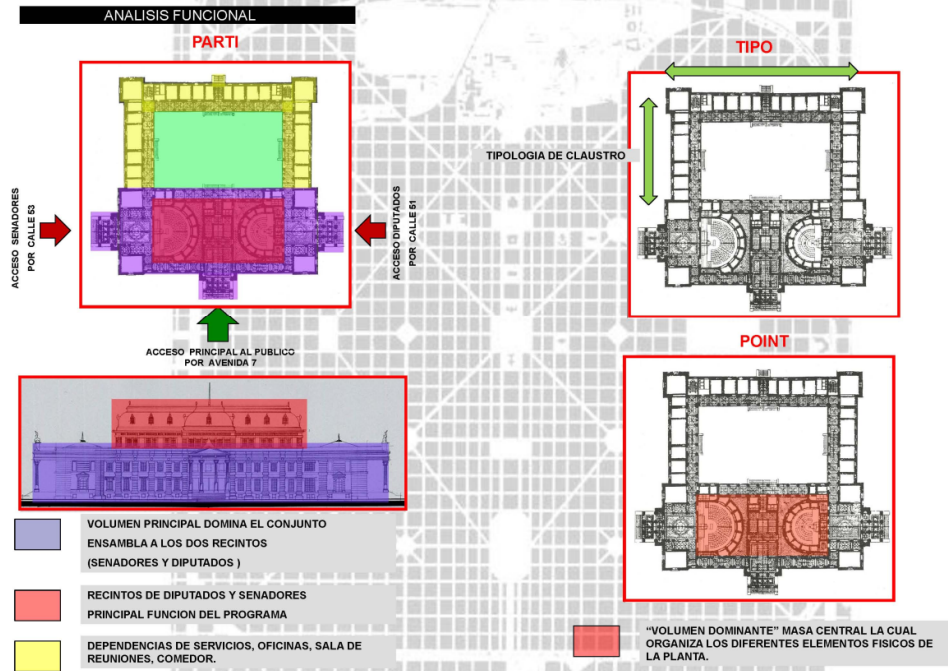 ANALISIS FUNCIONAL
PARTI
ACCESO SENADORES
POR CALLE 53
ACCESO DIPUTADOS
POR CALLE 51
ACCESO PRINCIPAL AL PUBLICO
POR AVENIDA 7
VOLUMEN PRINCIPAL DOMINA EL CONJUNTO
ENSAMBLA A LOS DOS RECINTOS
(SENADORES Y DIPUTADOS )
RECINTOS DE DIPUTADOS Y SENADORES
PRINCIPAL FUNCION DEL PROGRAMA
DEPENDENCIAS DE SERVICIOS, OFICINAS, SALA DE
REUNIONES, COMEDOR.
TIPO
TIPOLOGIA DE CLAUSTRO
POINT
“VOLUMEN DOMINANTE” MASA CENTRAL LA CUAL
ORGANIZA LOS DIFERENTES ELEMENTOS FISICOS DE
LA PLANTA.